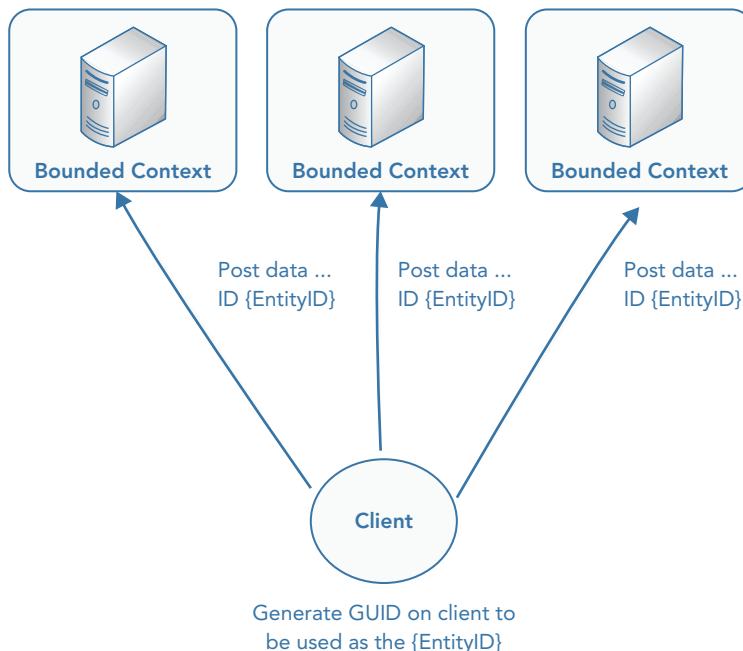 Bounded Context
Bounded Context
Bounded Context
Post data ...
ID {EntityID}
Post data ...
ID {EntityID}
Post data ...
ID {EntityID}
Client
Generate GUID on client to
be used as the {EntityID}